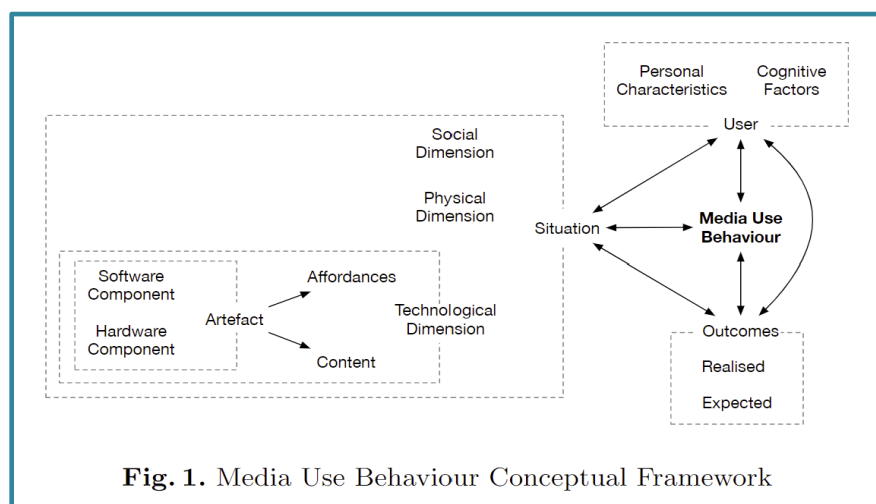 Personal
Characteristics
Cognitive
Factors
User
Social
Dimension
Physical
Dimension
Situation
Media Use
Behaviour
Software
Component
Hardware
Component
Artefact
Affordances
Content
Technological
Dimension
Outcomes
Realised
Expected
Fig. 1. Media Use Behaviour Conceptual Framework